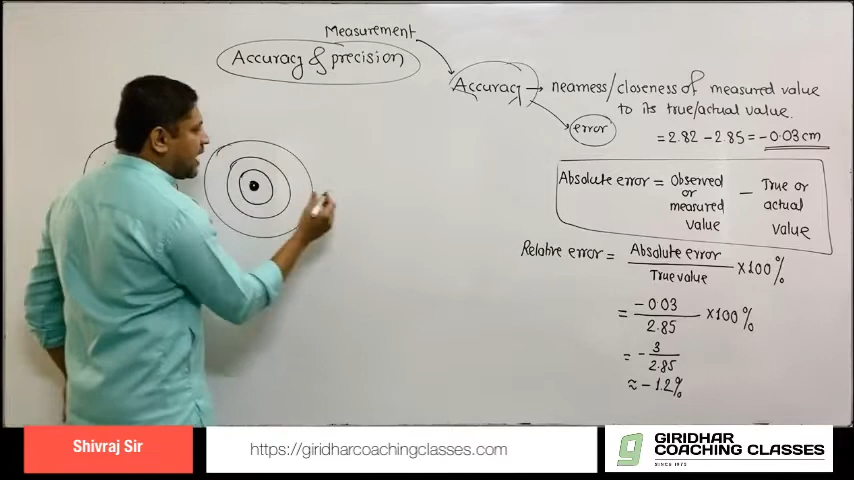 Measurement
Accuracy & precision
Accuracy → nearness/closeness of measured value
to its true/actual value.
error
= 2.82 - 2.85 = -0.03 cm
Absolute error = Observed or measured value - True or actual value
Relative error = Absolute error / True value × 100%
= -0.03 / 2.85 × 100%
= - 3 / 2.85
≈ -1.2%
Shivraj Sir
https://giridharcoachingclasses.com
GIRIDHAR
COACHING CLASSES
SINCE 1975